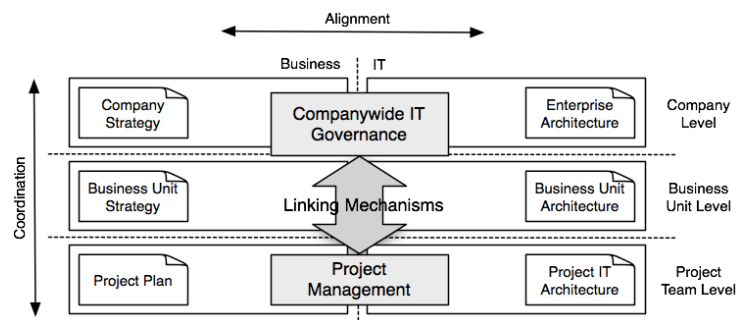 Alignment
Business
IT
Company
Strategy
Companywide IT
Governance
Enterprise
Architecture
Company
Level
Coordination
Business Unit
Strategy
Linking Mechanisms
Business Unit
Architecture
Business
Unit Level
Project Plan
Project
Management
Project IT
Architecture
Project
Team Level